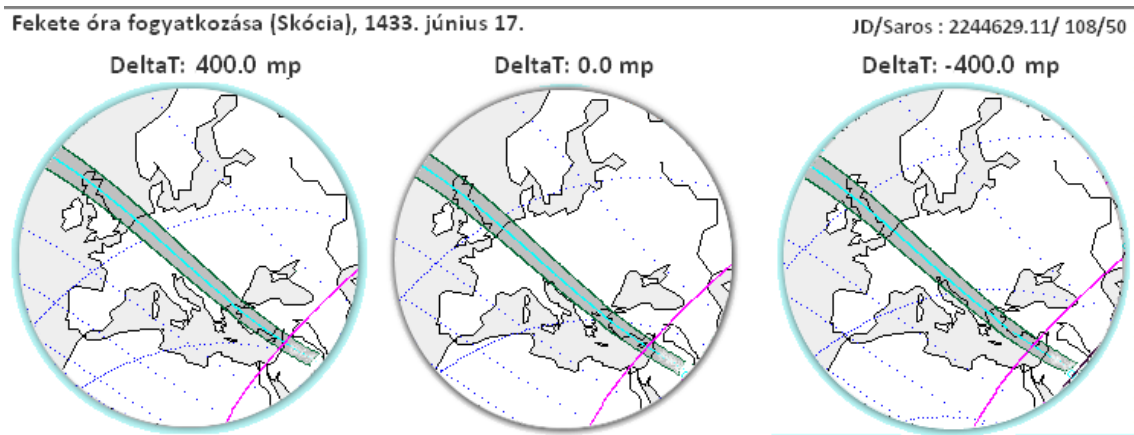 Fekete óra fogyatkozása (Skócia), 1433. június 17.
JD/Saros : 2244629.11/ 108/50
DeltaT: 400.0 mp
DeltaT: 0.0 mp
DeltaT: -400.0 mp